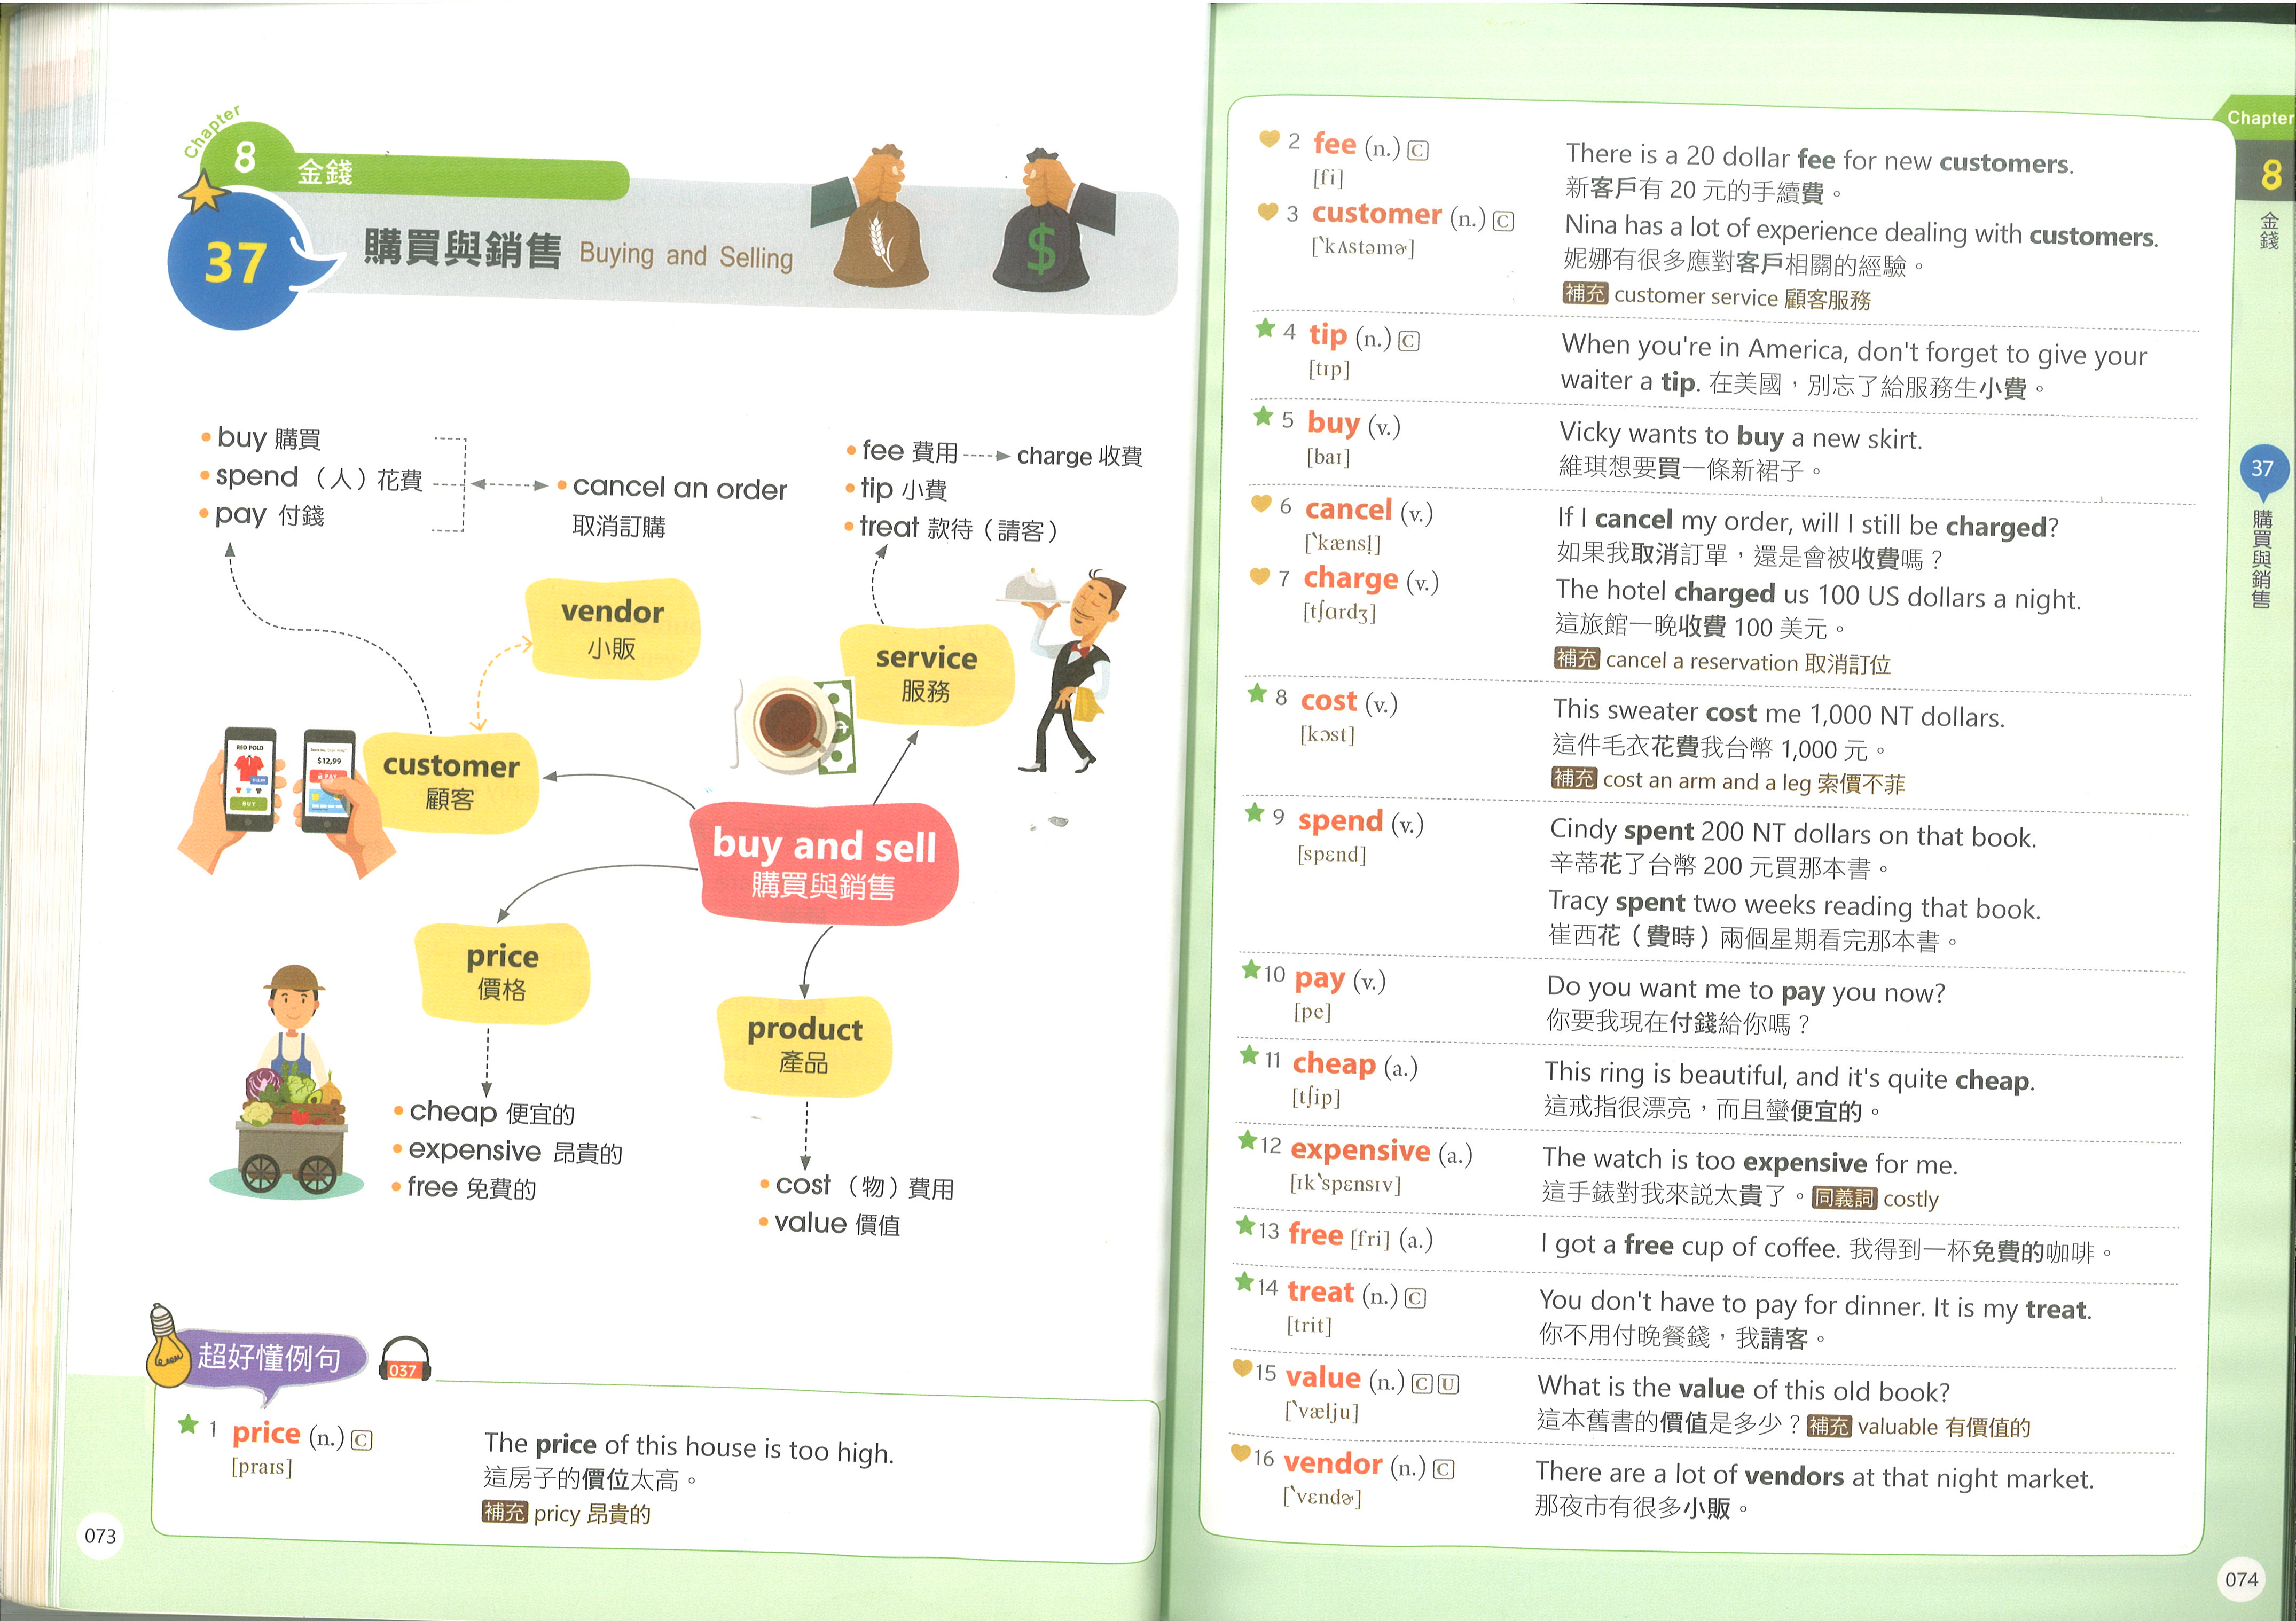 Chapter
8 金錢
37 購買與銷售 Buying and Selling
• buy 購買
• spend（人）花費
• pay 付錢
• cancel an order
取消訂購
• fee 費用 charge 收費
• tip 小費
• treat 款待（請客）
vendor
小販
service
服務
customer
顧客
RED POLO
BUY
$12,99
PAY
buy and sell
購買與銷售
price
價格
product
產品
• cheap 便宜的
• expensive 昂貴的
• free 免費的
• cost（物）費用
• value 價值
超好懂例句
037
1 price (n.) C
[praɪs]
The price of this house is too high.
這房子的價位太高。
補充 pricy 昂貴的
073
2 fee (n.) C
[fi]
There is a 20 dollar fee for new customers.
新客戶有 20 元的手續費。
3 customer (n.) C
[ˋkʌstəmɚ]
Nina has a lot of experience dealing with customers.
妮娜有很多應對客戶相關的經驗。
補充 customer service 顧客服務
4 tip (n.) C
[tɪp]
When you're in America, don't forget to give your
waiter a tip. 在美國，別忘了給服務生小費。
5 buy (v.)
[baɪ]
Vicky wants to buy a new skirt.
維琪想要買一條新裙子。
6 cancel (v.)
[ˋkænsl̩]
If I cancel my order, will I still be charged?
如果我取消訂單，還是會被收費嗎？
7 charge (v.)
[tʃɑrdʒ]
The hotel charged us 100 US dollars a night.
這旅館一晚收費 100 美元。
補充 cancel a reservation 取消訂位
8 cost (v.)
[kɔst]
This sweater cost me 1,000 NT dollars.
這件毛衣花費我台幣 1,000 元。
補充 cost an arm and a leg 索價不菲
9 spend (v.)
[spɛnd]
Cindy spent 200 NT dollars on that book.
辛蒂花了台幣 200 元買那本書。
Tracy spent two weeks reading that book.
崔西花（費時）兩個星期看完那本書。
10 pay (v.)
[pe]
Do you want me to pay you now?
你要我現在付錢給你嗎？
11 cheap (a.)
[tʃip]
This ring is beautiful, and it's quite cheap.
這戒指很漂亮，而且蠻便宜的。
12 expensive (a.)
[ɪkˋspɛnsɪv]
The watch is too expensive for me.
這手錶對我來說太貴了。 同義詞 costly
13 free [fri] (a.)
I got a free cup of coffee. 我得到一杯免費的咖啡。
14 treat (n.) C
[trit]
You don't have to pay for dinner. It is my treat.
你不用付晚餐錢，我請客。
15 value (n.) C U
[ˋvælju]
What is the value of this old book?
這本舊書的價值是多少？ 補充 valuable 有價值的
16 vendor (n.) C
[ˋvɛndɚ]
There are a lot of vendors at that night market.
那夜市有很多小販。
Chapter
8
金錢
37
購買與銷售
074